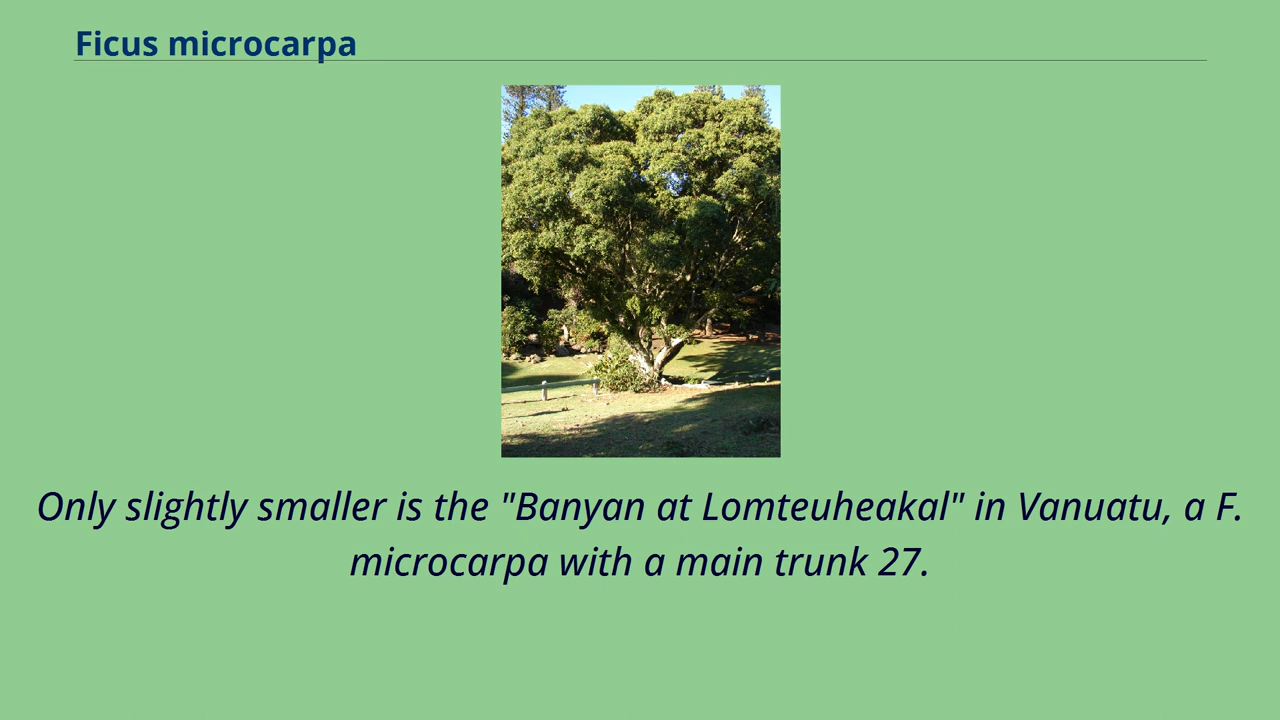 Ficus microcarpa
Only slightly smaller is the "Banyan at Lomteuheakal" in Vanuatu, a F.
microcarpa with a main trunk 27.